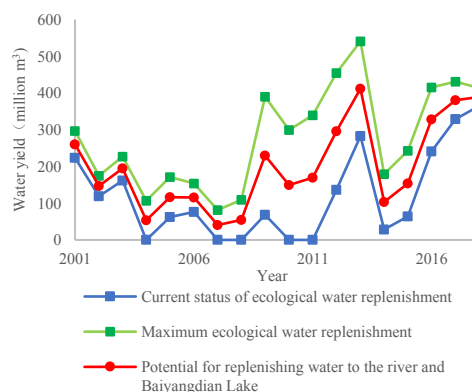 600
500
400
300
200
100
0
Water yield（million m³）
2001 2006 2011 2016
Year
Current status of ecological water replenishment
Maximum ecological water replenishment
Potential for replenishing water to the river and
Baiyangdian Lake